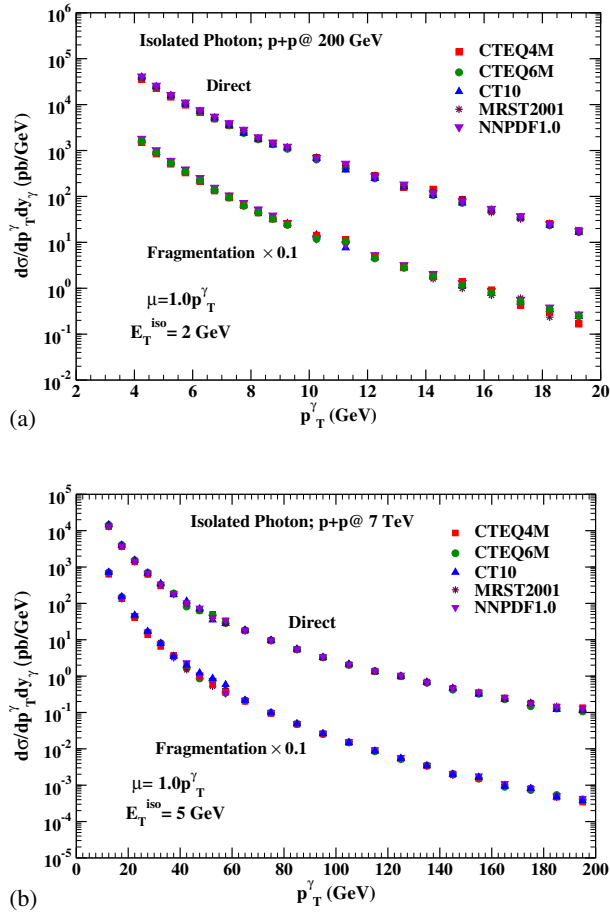 10^6
10^5
10^4
10^3
10^2
10^1
10^0
10^-1
10^-2
dσ/dp_T^γ dy_γ (pb/GeV)
Isolated Photon; p+p@ 200 GeV
Direct
CTEQ4M
CTEQ6M
CT10
MRST2001
NNPDF1.0
Fragmentation × 0.1
μ=1.0p_T^γ
E_T^iso = 2 GeV
2 4 6 8 10 12 14 16 18 20
p_T^γ (GeV)
(a)
10^5
10^4
10^3
10^2
10^1
10^0
10^-1
10^-2
10^-3
10^-4
10^-5
dσ/dp_T^γ dy_γ (pb/GeV)
Isolated Photon; p+p@ 7 TeV
CTEQ4M
CTEQ6M
CT10
MRST2001
NNPDF1.0
Direct
Fragmentation × 0.1
μ= 1.0p_T^γ
E_T^iso = 5 GeV
0 20 40 60 80 100 120 140 160 180 200
p_T^γ (GeV)
(b)